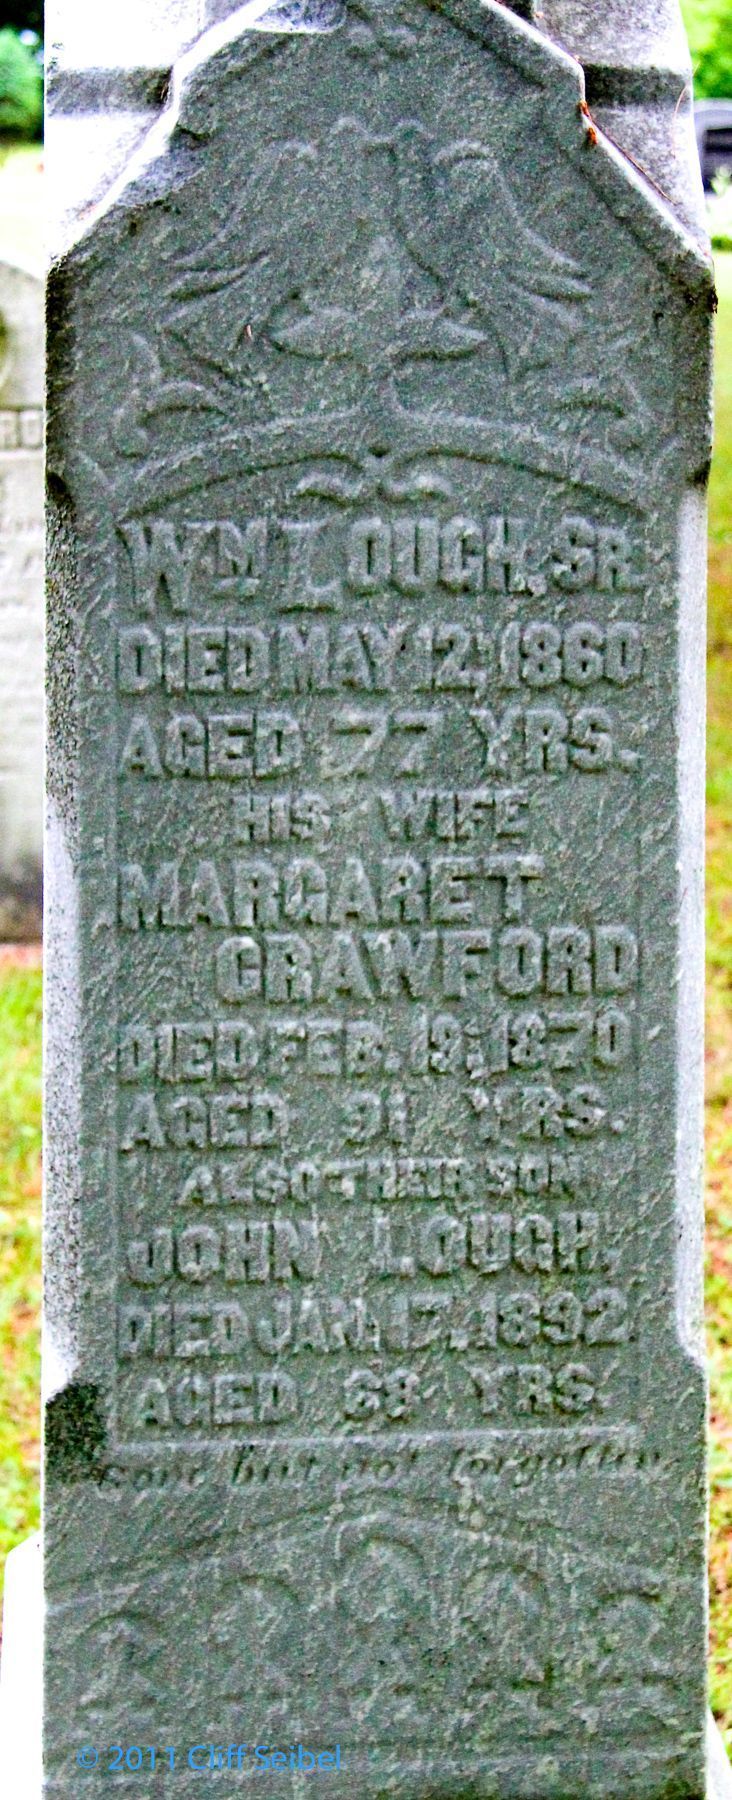 WM LOUGH, SR.
DIED MAY 12, 1860
AGED 77 YRS.
HIS WIFE
MARGARET
CRAWFORD
DIED FEB. 19, 1870
AGED 91 YRS.
ALSO THEIR SON
JOHN LOUGH.
DIED JAN. 17, 1892.
AGED 68 YRS.
Gone but not forgotten.
© 2011 Cliff Seibel